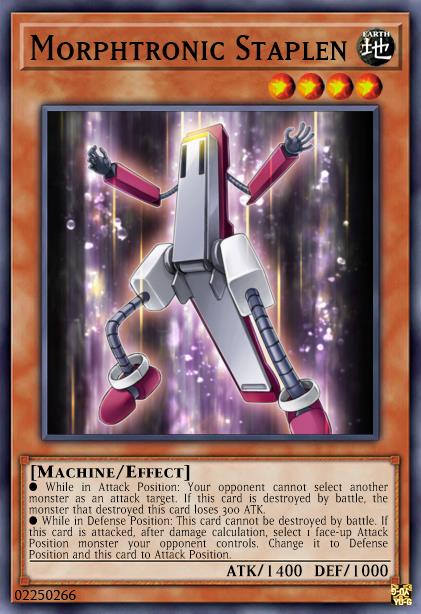 MORPHTRONIC STAPLEN
EARTH
地
[MACHINE/EFFECT]
● While in Attack Position: Your opponent cannot select another
monster as an attack target. If this card is destroyed by battle, the
monster that destroyed this card loses 300 ATK.
● While in Defense Position: This card cannot be destroyed by battle. If
this card is attacked, after damage calculation, select 1 face-up Attack
Position monster your opponent controls. Change it to Defense
Position and this card to Attack Position.
ATK/1400 DEF/1000
02250266